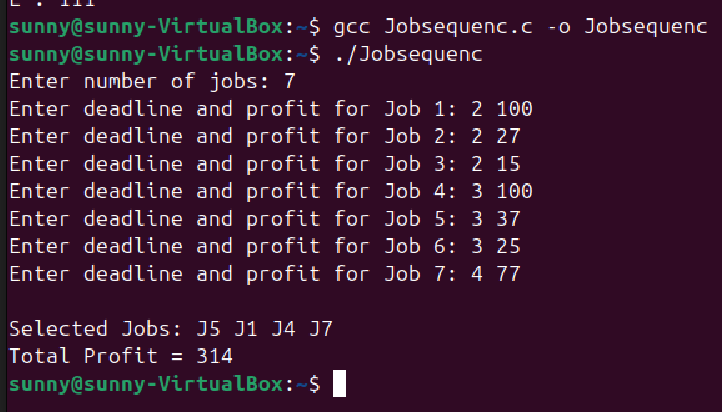 sunny@sunny-VirtualBox:~$ gcc Jobsequenc.c -o Jobsequenc
sunny@sunny-VirtualBox:~$ ./Jobsequenc
Enter number of jobs: 7
Enter deadline and profit for Job 1: 2 100
Enter deadline and profit for Job 2: 2 27
Enter deadline and profit for Job 3: 2 15
Enter deadline and profit for Job 4: 3 100
Enter deadline and profit for Job 5: 3 37
Enter deadline and profit for Job 6: 3 25
Enter deadline and profit for Job 7: 4 77
Selected Jobs: J5 J1 J4 J7
Total Profit = 314
sunny@sunny-VirtualBox:~$